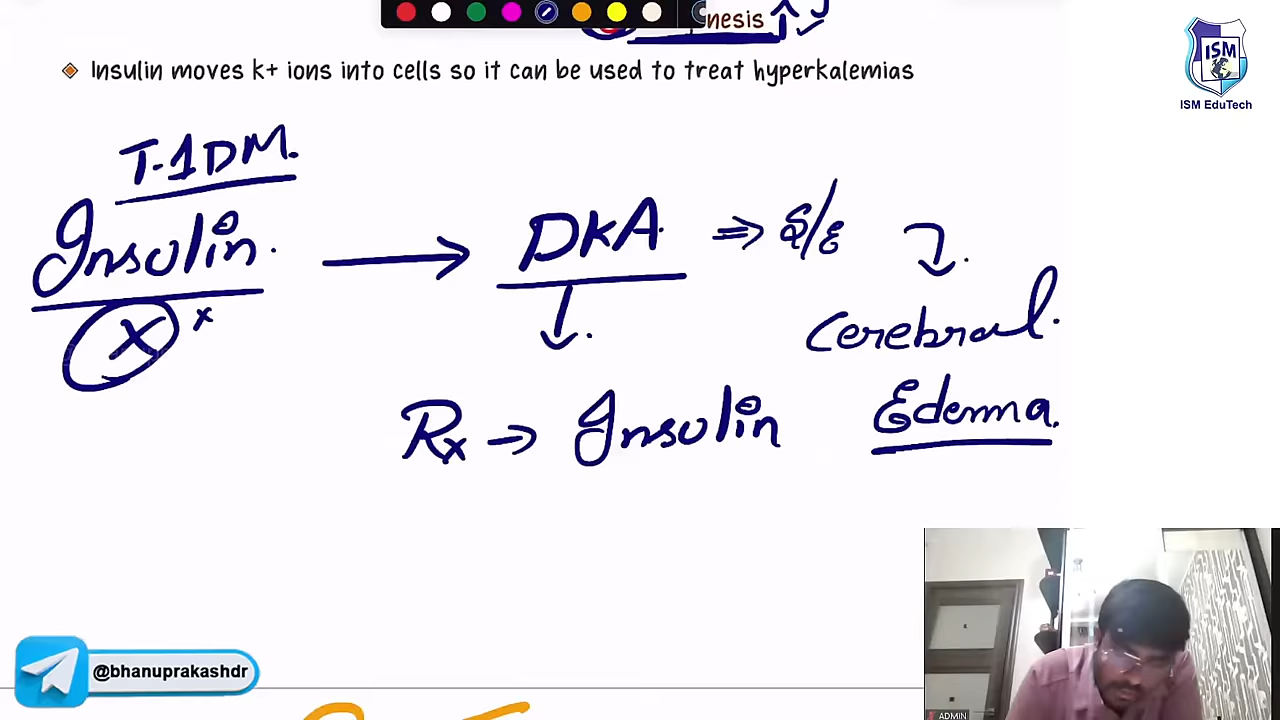 nesis
Insulin moves k+ ions into cells so it can be used to treat hyperkalemias
ISM
ISM EduTech
T-1DM.
Insulin.
X x
DKA. ⇒ S/E
Cerebral.
Edema.
Rx → Insulin
@bhanuprakashdr
ADMIN